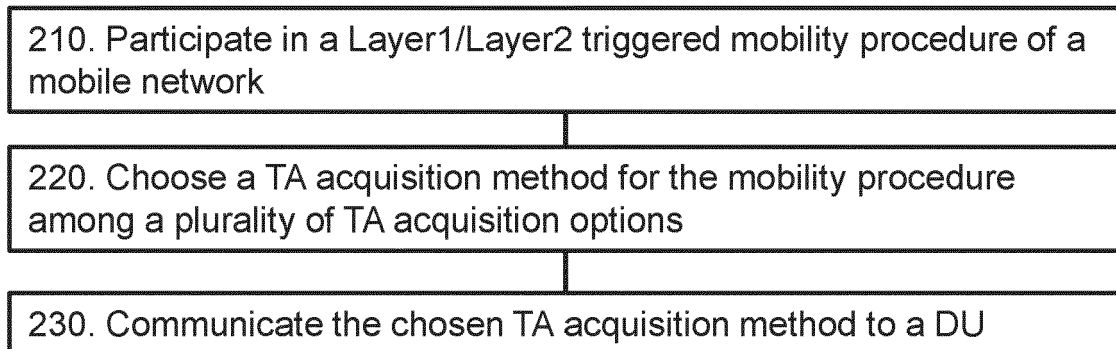 210. Participate in a Layer1/Layer2 triggered mobility procedure of a
mobile network
220. Choose a TA acquisition method for the mobility procedure
among a plurality of TA acquisition options
230. Communicate the chosen TA acquisition method to a DU